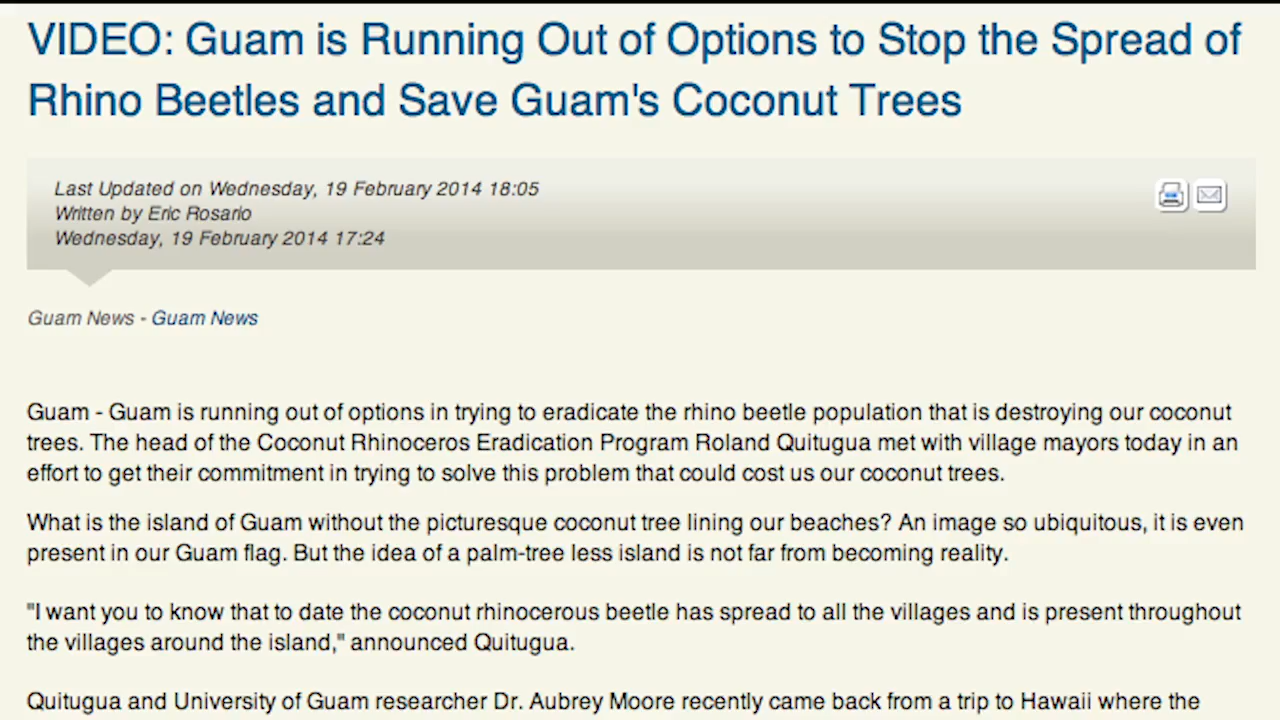 VIDEO: Guam is Running Out of Options to Stop the Spread of
Rhino Beetles and Save Guam's Coconut Trees
Last Updated on Wednesday, 19 February 2014 18:05
Written by Eric Rosario
Wednesday, 19 February 2014 17:24
Guam News - Guam News
Guam - Guam is running out of options in trying to eradicate the rhino beetle population that is destroying our coconut
trees. The head of the Coconut Rhinoceros Eradication Program Roland Quitugua met with village mayors today in an
effort to get their commitment in trying to solve this problem that could cost us our coconut trees.
What is the island of Guam without the picturesque coconut tree lining our beaches? An image so ubiquitous, it is even
present in our Guam flag. But the idea of a palm-tree less island is not far from becoming reality.
"I want you to know that to date the coconut rhinocerous beetle has spread to all the villages and is present throughout
the villages around the island," announced Quitugua.
Quitugua and University of Guam researcher Dr. Aubrey Moore recently came back from a trip to Hawaii where the